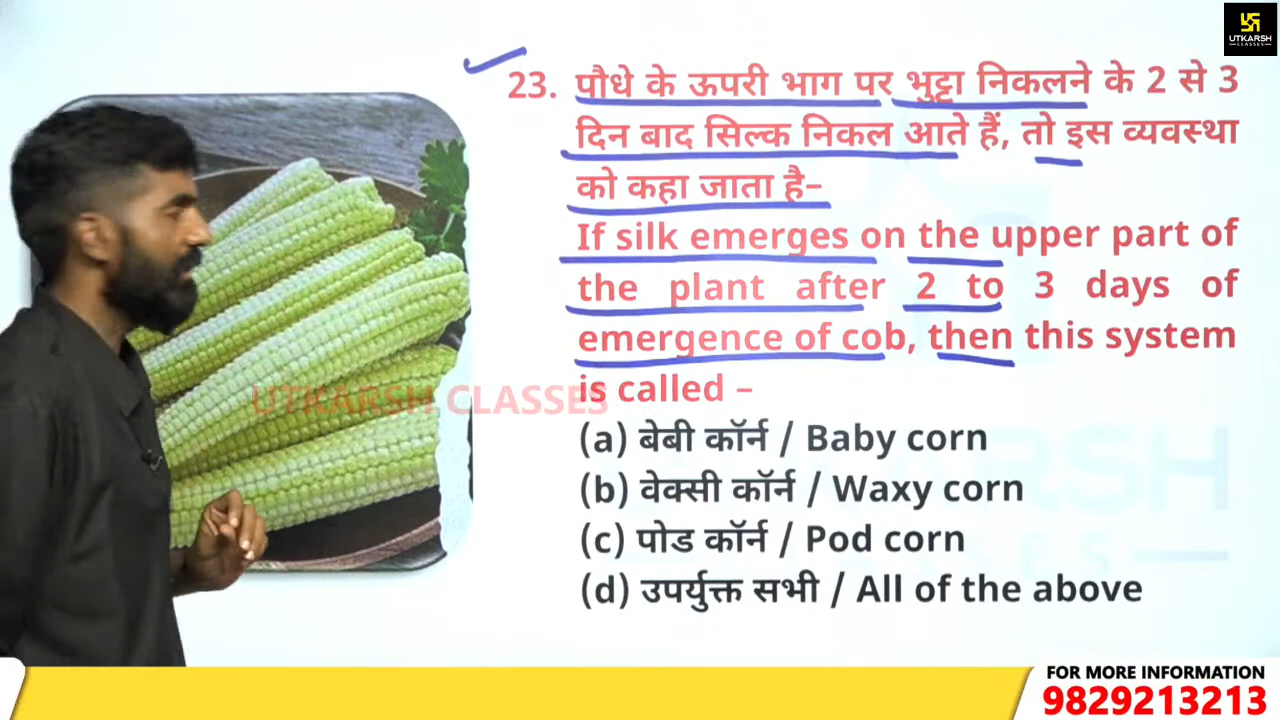 UTKARSH
CLASSES
23. पौधे के ऊपरी भाग पर भुट्टा निकलने के 2 से 3
दिन बाद सिल्क निकल आते हैं, तो इस व्यवस्था
को कहा जाता है–
If silk emerges on the upper part of
the plant after 2 to 3 days of
emergence of cob, then this system
is called –
UTKARSH CLASSES
(a) बेबी कॉर्न / Baby corn
(b) वेक्सी कॉर्न / Waxy corn
(c) पोड कॉर्न / Pod corn
(d) उपर्युक्त सभी / All of the above
FOR MORE INFORMATION
9829213213